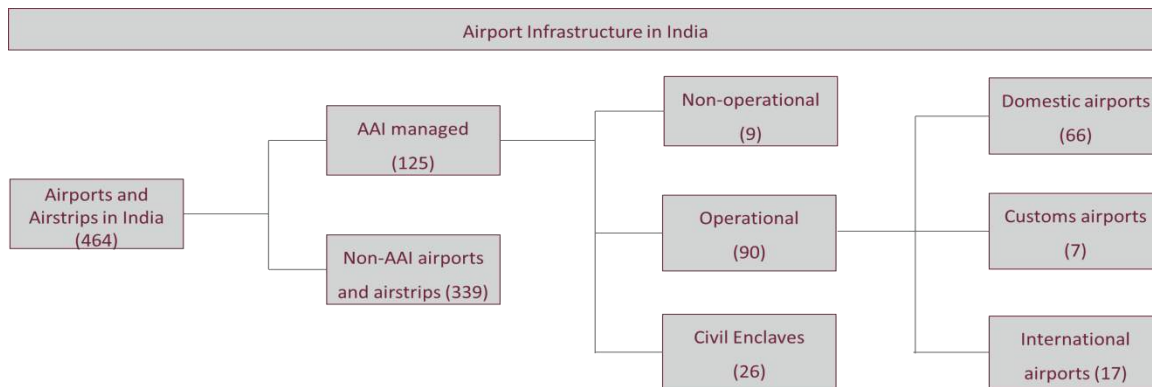 Airport Infrastructure in India
Airports and
Airstrips in India
(464)
AAI managed
(125)
Non-AAI airports
and airstrips (339)
Non-operational
(9)
Operational
(90)
Civil Enclaves
(26)
Domestic airports
(66)
Customs airports
(7)
International
airports (17)